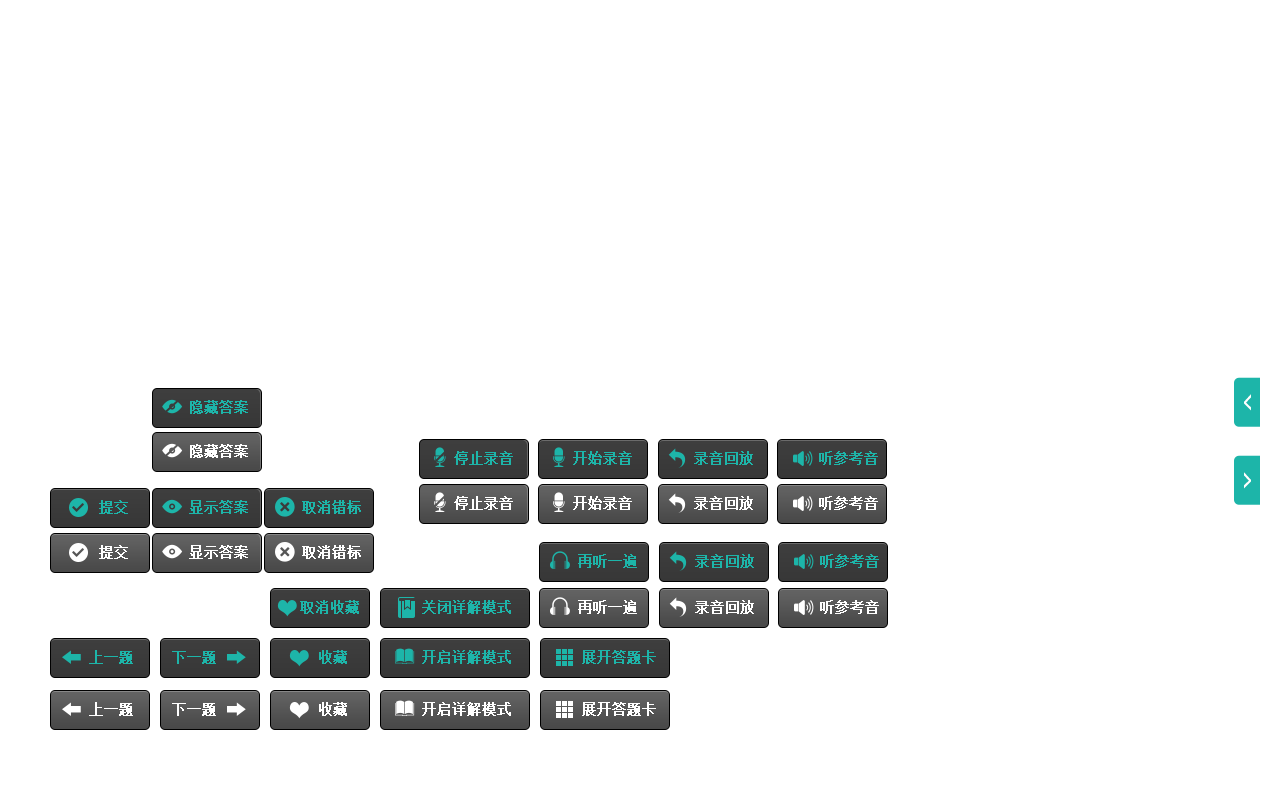 隐藏答案
隐藏答案
停止录音 开始录音 录音回放 听参考音
停止录音 开始录音 录音回放 听参考音
提交 显示答案 取消错标
提交 显示答案 取消错标
再听一遍 录音回放 听参考音
取消收藏 关闭详解模式 再听一遍 录音回放 听参考音
上一题 下一题 收藏 开启详解模式 展开答题卡
上一题 下一题 收藏 开启详解模式 展开答题卡